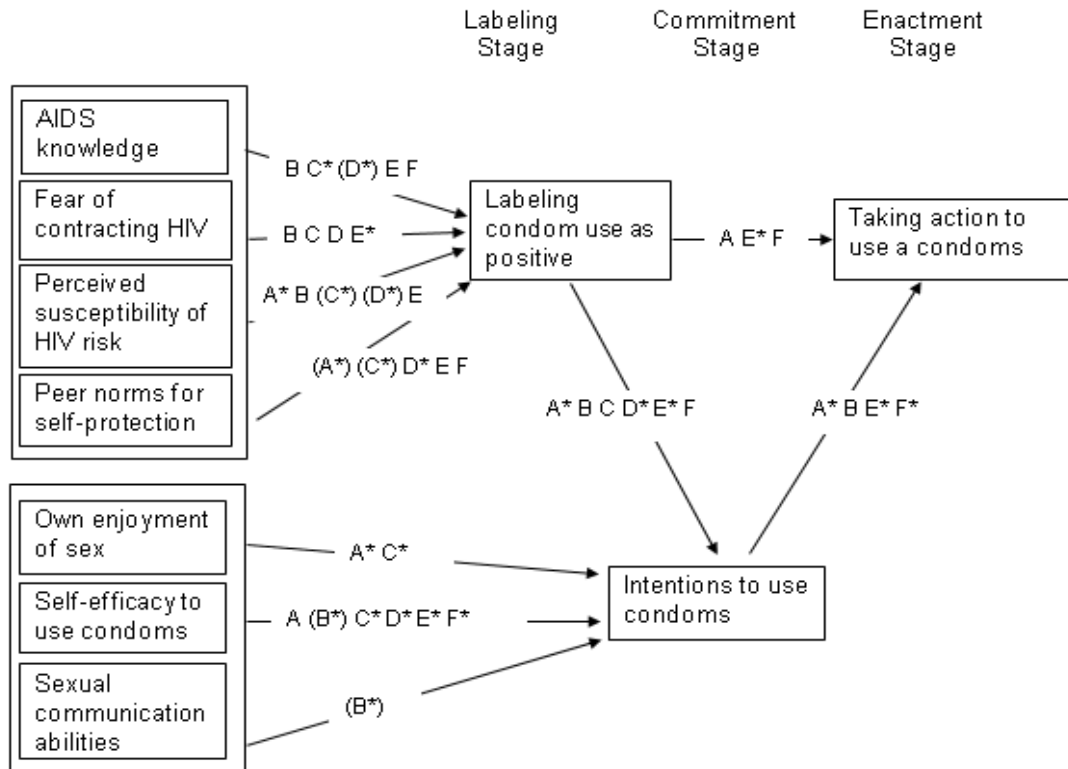 Labeling
Stage
Commitment
Stage
Enactment
Stage
AIDS
knowledge
Fear of
contracting HIV
Perceived
susceptibility of
HIV risk
Peer norms for
self-protection
B C* (D*) E F
B C D E*
A* B (C*) (D*) E
(A*) (C*) D* E F
Labeling
condom use as
positive
A E* F
Taking action to
use a condoms
A* B C D* E* F
A* B E* F*
Own enjoyment
of sex
Self-efficacy to
use condoms
Sexual
communication
abilities
A* C*
A (B*) C* D* E* F*
(B*)
Intentions to use
condoms